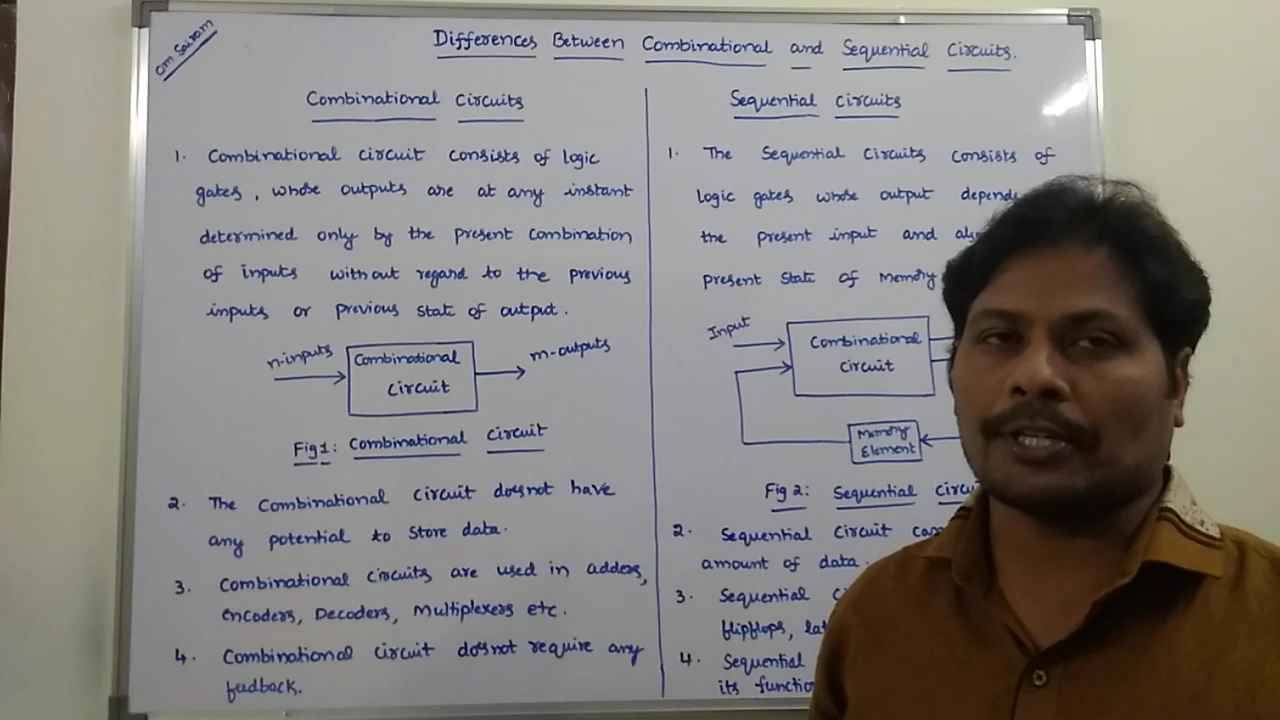 Om Sairam
Differences Between Combinational and Sequential Circuits.
Combinational Circuits
1. Combinational circuit consists of logic
gates, whose outputs are at any instant
determined only by the present combination
of inputs without regard to the previous
inputs or previous state of output.
n-inputs
Combinational
Circuit
m-outputs
Fig 1: Combinational Circuit
2. The Combinational circuit doesnot have
any potential to store data.
3. Combinational circuits are used in adders,
encoders, Decoders, Multiplexers etc.
4. Combinational circuit doesnot require any
feedback.
Sequential Circuits
1. The Sequential Circuits consists of
logic gates whose output depends
the present input and
present state of Memory
Input
Combinational
Circuit
Memory
Element
Fig 2: Sequential
2. Sequential Circuit
amount of data.
3. Sequential
flipflops,
4. Sequential
its